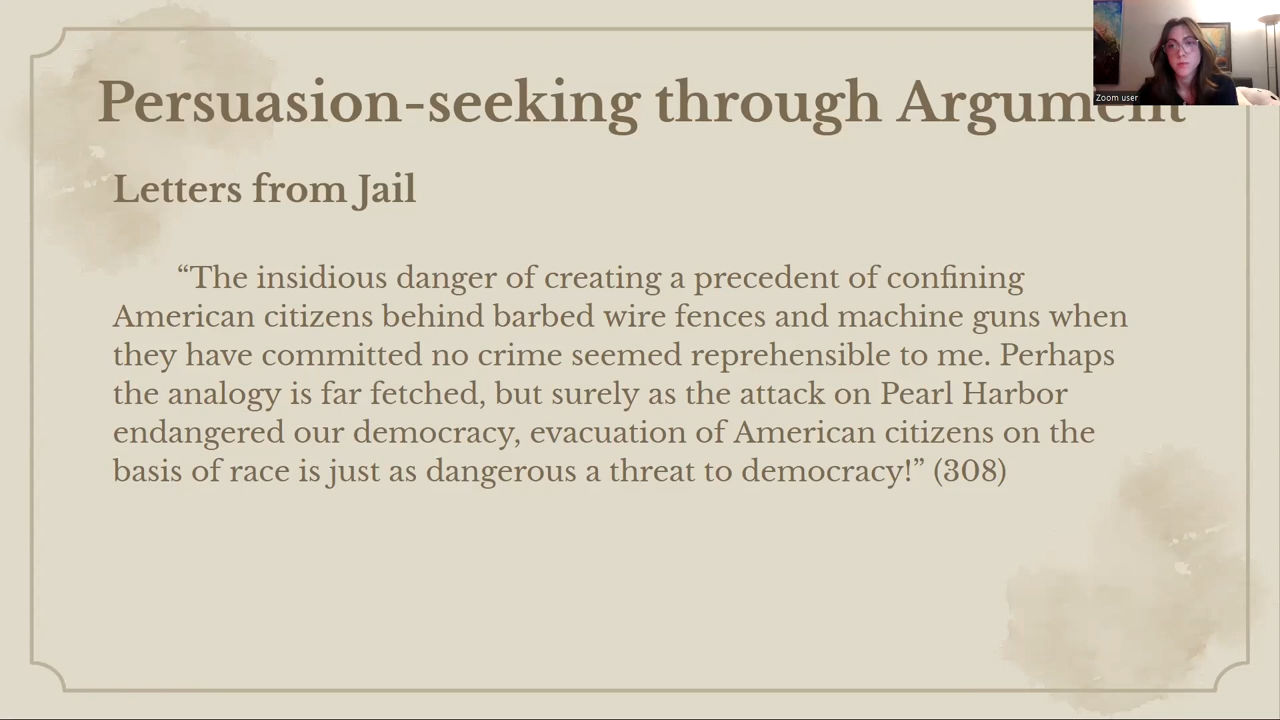 Persuasion-seeking through Argument
Zoom user
Letters from Jail
“The insidious danger of creating a precedent of confining
American citizens behind barbed wire fences and machine guns when
they have committed no crime seemed reprehensible to me. Perhaps
the analogy is far fetched, but surely as the attack on Pearl Harbor
endangered our democracy, evacuation of American citizens on the
basis of race is just as dangerous a threat to democracy!” (308)